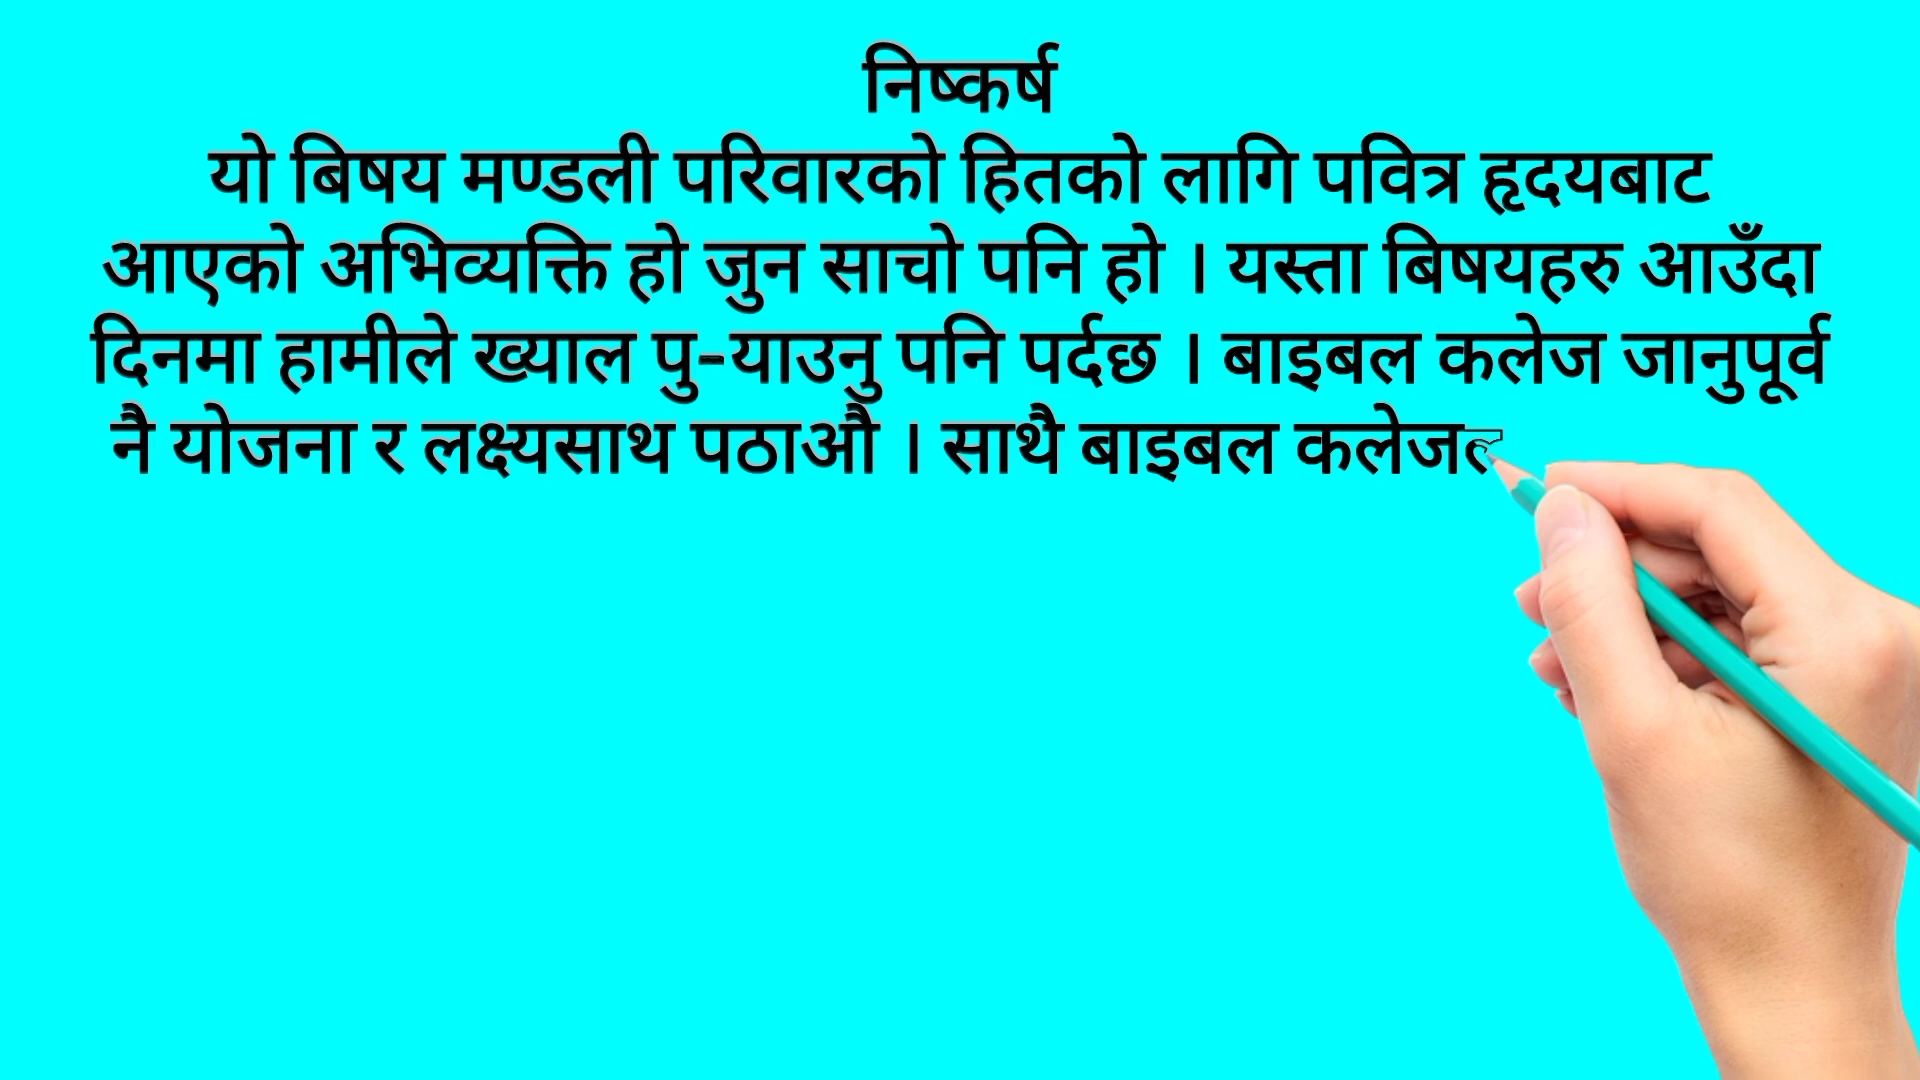 निष्कर्ष
यो बिषय मण्डली परिवारको हितको लागि पवित्र हृदयबाट
आएको अभिव्यक्ति हो जुन साचो पनि हो । यस्ता बिषयहरु आउँदा
दिनमा हामीले ख्याल पु-याउनु पनि पर्दछ । बाइबल कलेज जानुपूर्व
नै योजना र लक्ष्यसाथ पठाऔ । साथै बाइबल कलेज